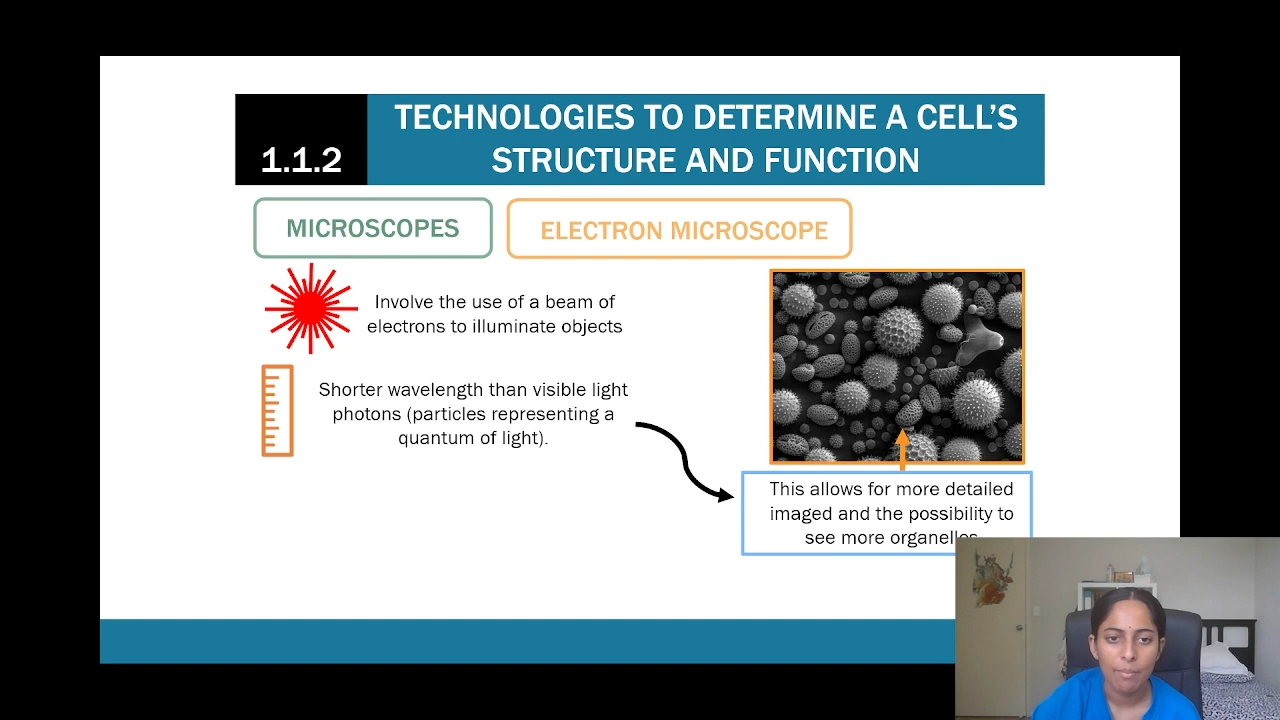 1.1.2
TECHNOLOGIES TO DETERMINE A CELL'S
STRUCTURE AND FUNCTION
MICROSCOPES
ELECTRON MICROSCOPE
Involve the use of a beam of
electrons to illuminate objects
Shorter wavelength than visible light
photons (particles representing a
quantum of light).
This allows for more detailed
imaged and the possibility to
see more organelles